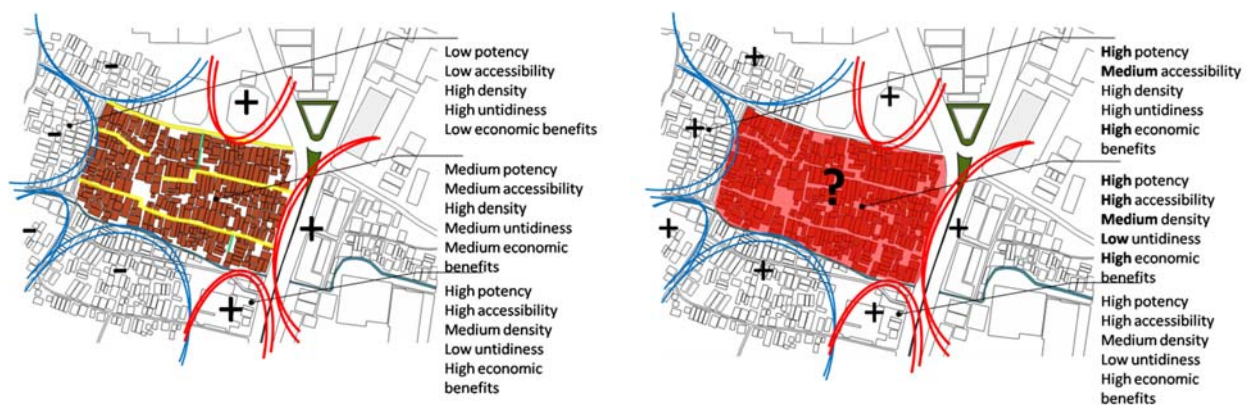 Low potency
Low accessibility
High density
High untidiness
Low economic benefits
Medium potency
Medium accessibility
High density
Medium untidiness
Medium economic
benefits
High potency
High accessibility
Medium density
Low untidiness
High economic
benefits
?
High potency
Medium accessibility
High density
High untidiness
High economic
benefits
High potency
High accessibility
Medium density
Low untidiness
High economic
benefits
High potency
High accessibility
Medium density
Low untidiness
High economic
benefits